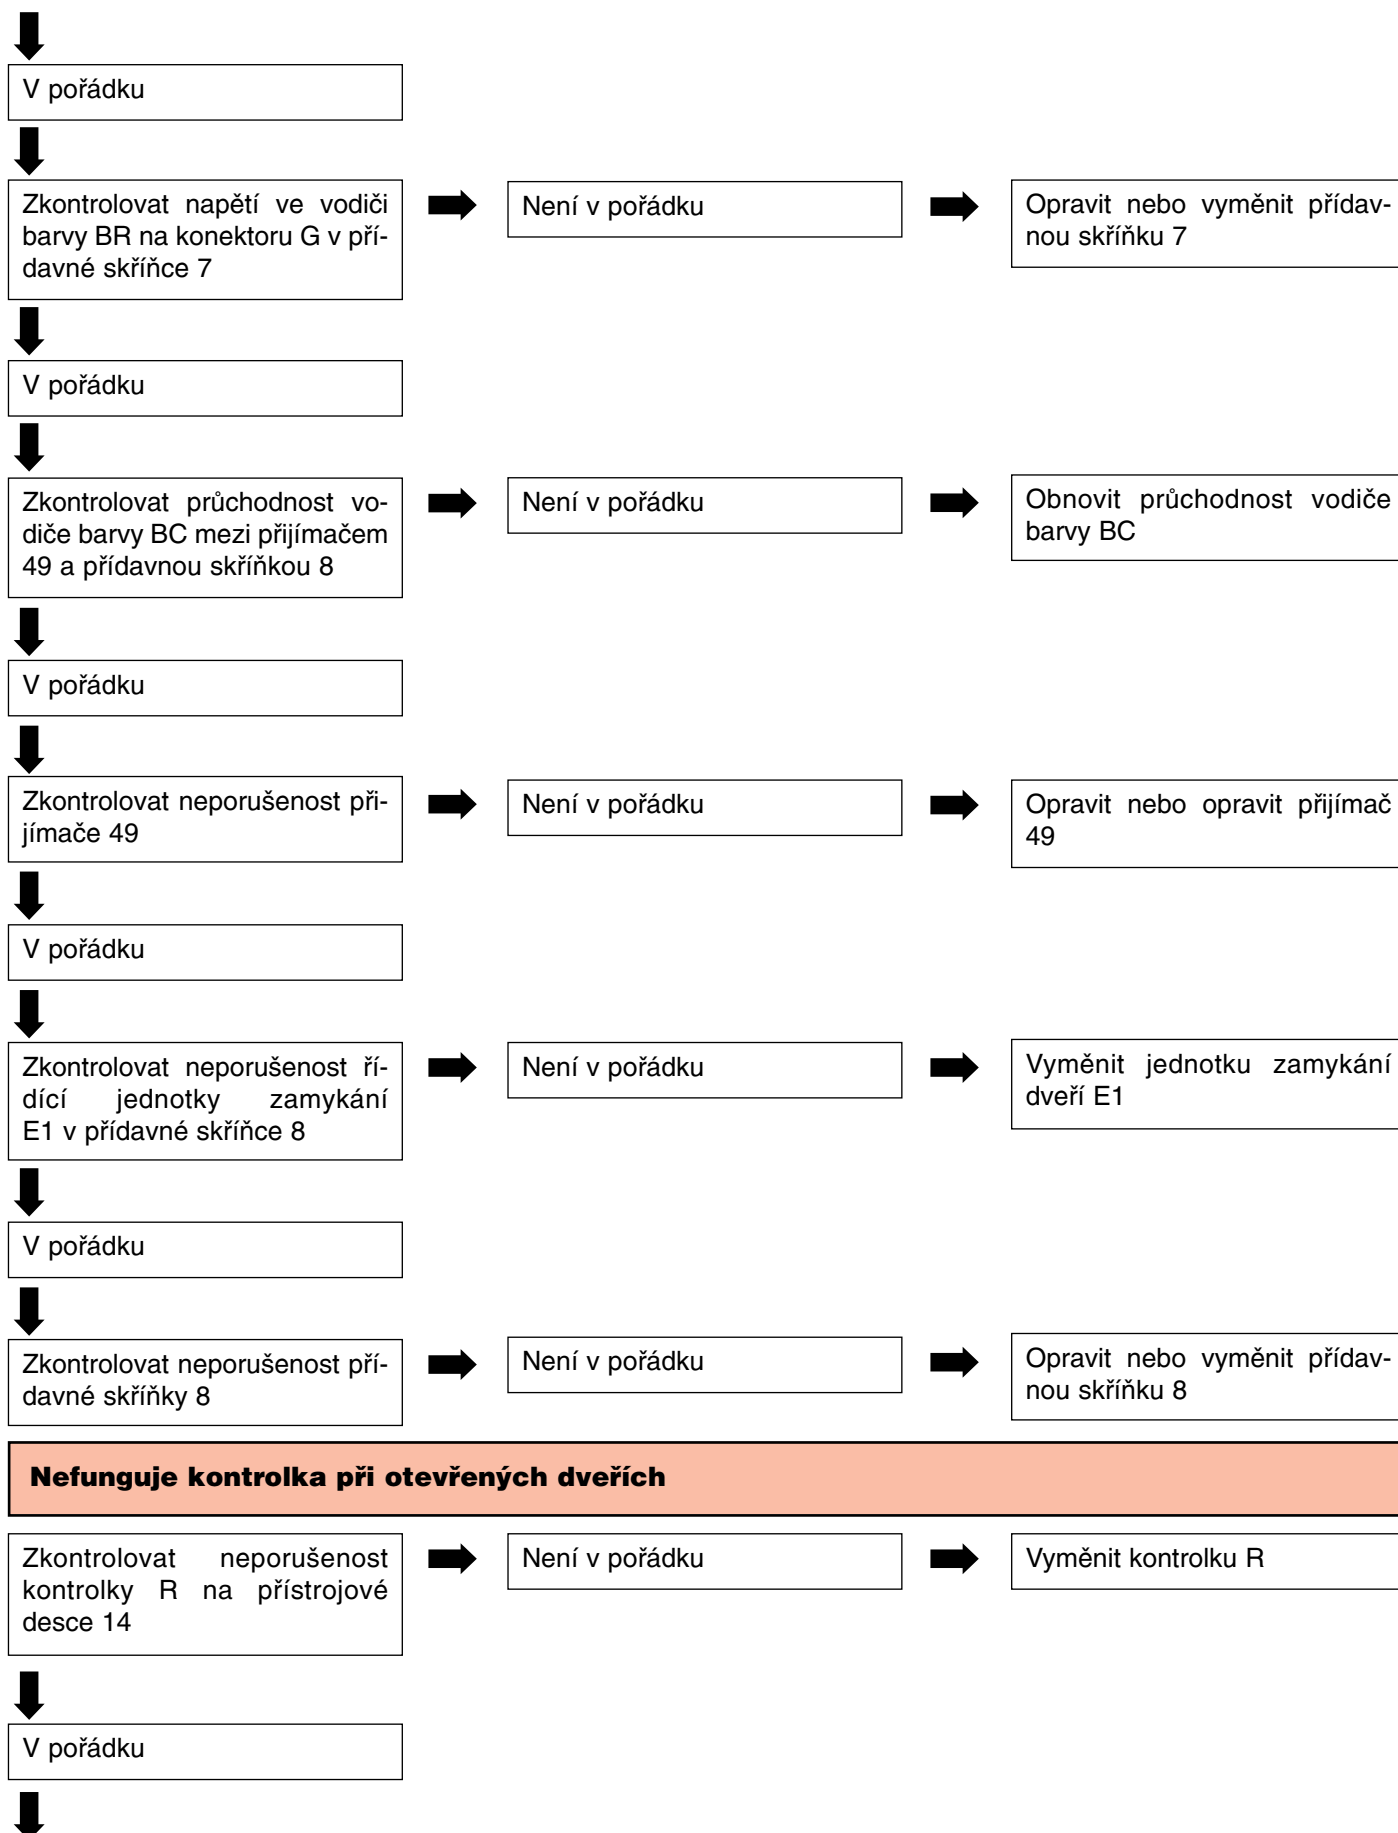 V pořádku
Zkontrolovat napětí ve vodiči
barvy BR na konektoru G v pří-
davné skříňce 7
Není v pořádku
Opravit nebo vyměnit přídav-
nou skříňku 7
V pořádku
Zkontrolovat průchodnost vo-
diče barvy BC mezi přijímačem
49 a přídavnou skříňkou 8
Není v pořádku
Obnovit průchodnost vodiče
barvy BC
V pořádku
Zkontrolovat neporušenost při-
jímače 49
Není v pořádku
Opravit nebo opravit přijímač
49
V pořádku
Zkontrolovat neporušenost ří-
dící jednotky zamykání
E1 v přídavné skříňce 8
Není v pořádku
Vyměnit jednotku zamykání
dveří E1
V pořádku
Zkontrolovat neporušenost pří-
davné skříňky 8
Není v pořádku
Opravit nebo vyměnit přídav-
nou skříňku 8
Nefunguje kontrolka při otevřených dveřích
Zkontrolovat neporušenost
kontrolky R na přístrojové
desce 14
Není v pořádku
Vyměnit kontrolku R
V pořádku